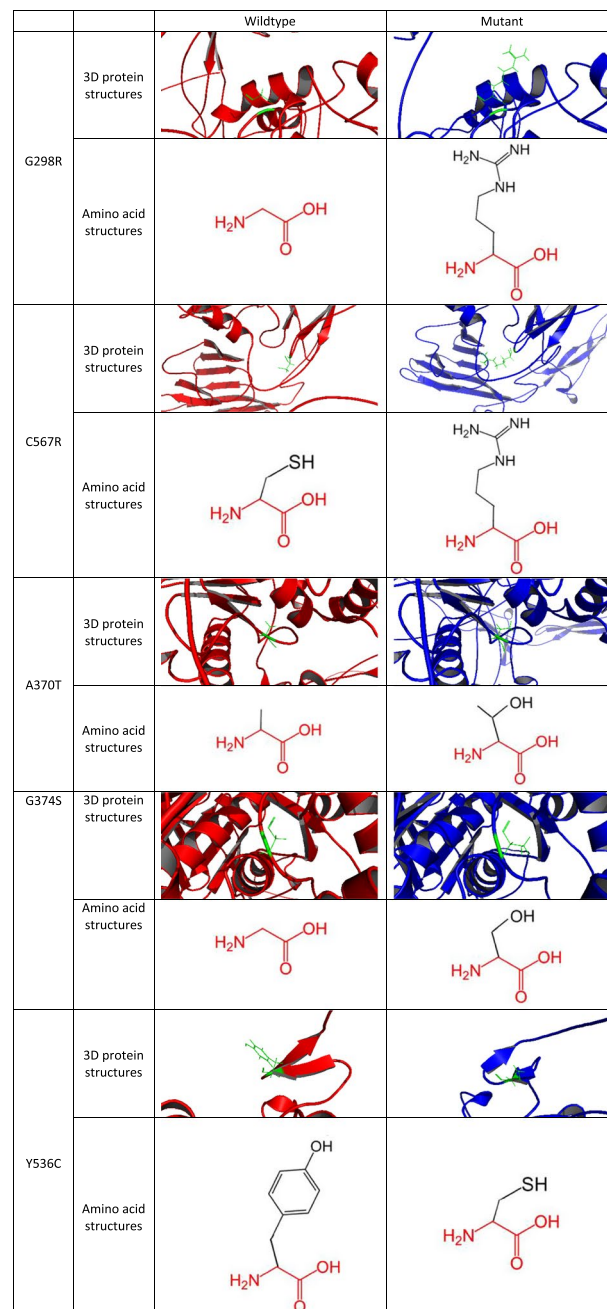 Wildtype
Mutant
G298R
3D protein
structures
Amino acid
structures
H₂N
OH
O
H₂N
NH
NH
H₂N
OH
O
C567R
3D protein
structures
Amino acid
structures
SH
H₂N
OH
O
H₂N
NH
NH
H₂N
OH
O
A370T
3D protein
structures
Amino acid
structures
H₂N
OH
O
OH
H₂N
OH
O
G374S
3D protein
structures
Amino acid
structures
H₂N
OH
O
OH
H₂N
OH
O
Y536C
3D protein
structures
Amino acid
structures
OH
H₂N
OH
O
SH
H₂N
OH
O